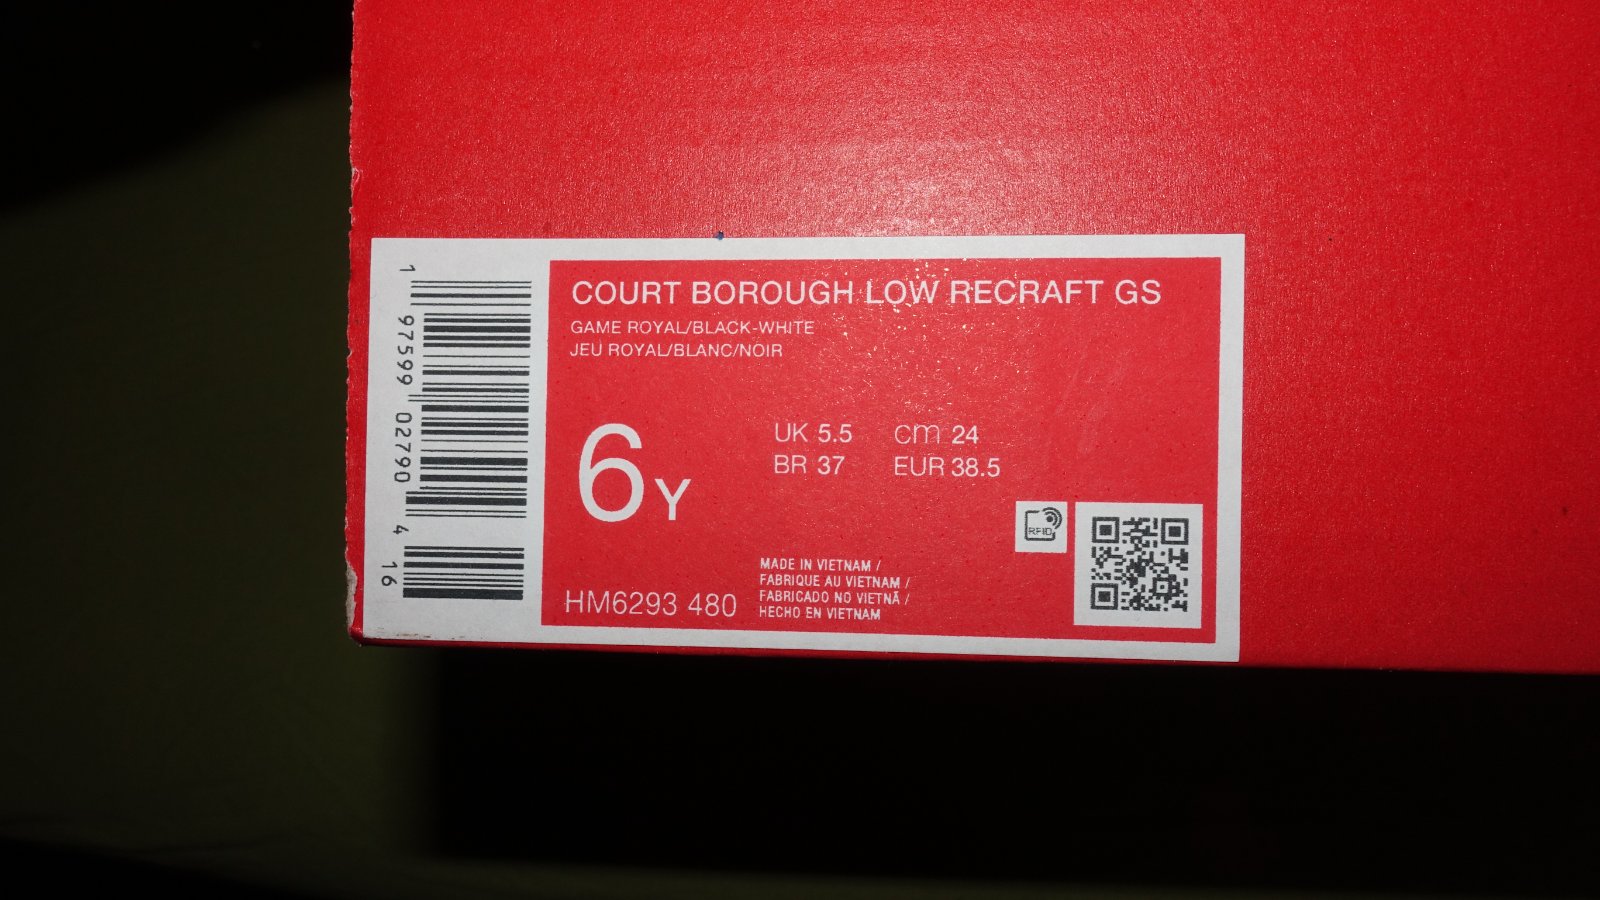 1 97599 02790 4 16
COURT BOROUGH LOW RECRAFT GS
GAME ROYAL/BLACK-WHITE
JEU ROYAL/BLANC/NOIR
6Y
UK 5.5 cm 24
BR 37 EUR 38.5
RFID
HM6293 480
MADE IN VIETNAM /
FABRIQUE AU VIETNAM /
FABRICADO NO VIETNÃ /
HECHO EN VIETNAM